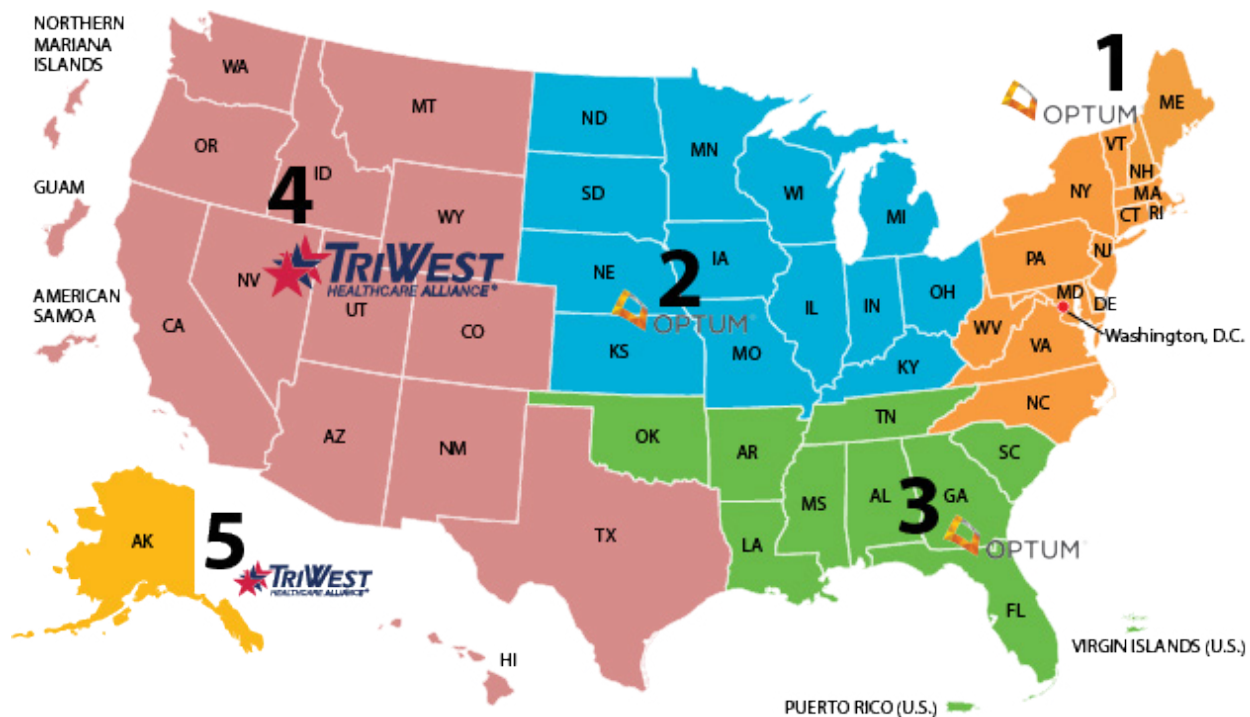 NORTHERN
MARIANA
ISLANDS
GUAM
AMERICAN
SAMOA
WA
OR
ID
MT
WY
4
TRIWEST
HEALTHCARE ALLIANCE®
NV
UT
CO
CA
AZ
NM
TX
HI
AK
5
TRIWEST
HEALTHCARE ALLIANCE®
ND
MN
SD
WI
MI
NE
IA
2
OPTUM®
IL
IN
OH
KS
MO
KY
1
OPTUM
ME
VT
NH
NY
MA
CT
RI
PA
NJ
MD
DE
WV
VA
Washington, D.C.
NC
TN
OK
AR
SC
MS
AL
GA
3
OPTUM
LA
FL
VIRGIN ISLANDS (U.S.)
PUERTO RICO (U.S.)